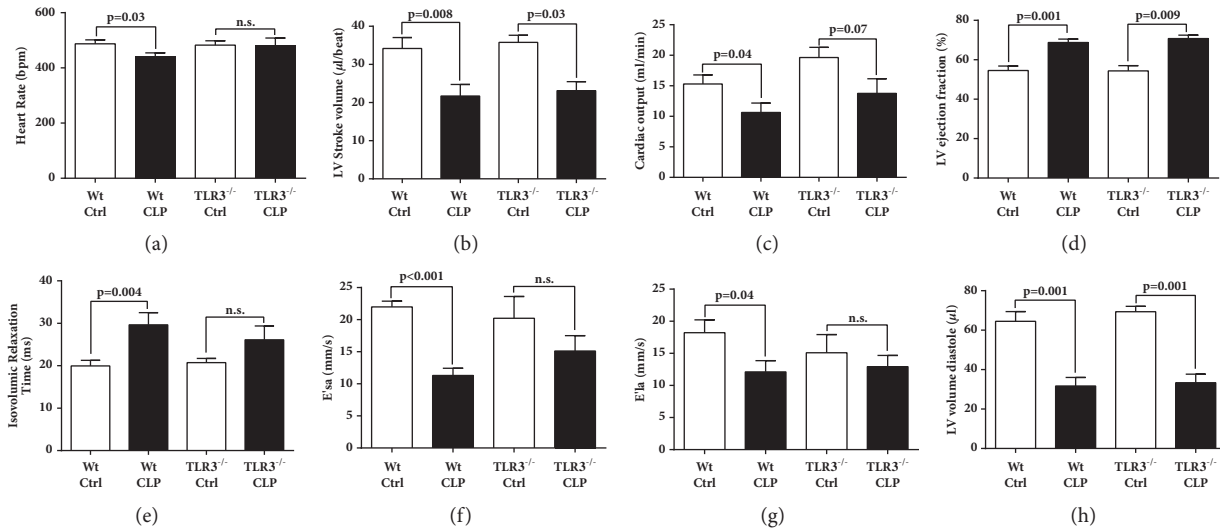 Heart Rate (bpm)
600
400
200
0
p=0.03
n.s.
Wt Ctrl
Wt CLP
TLR3-/- Ctrl
TLR3-/- CLP
(a)
LV Stroke volume (μl/beat)
40
30
20
10
0
p=0.008
p=0.03
Wt Ctrl
Wt CLP
TLR3-/- Ctrl
TLR3-/- CLP
(b)
Cardiac output (ml/min)
25
20
15
10
5
0
p=0.04
p=0.07
Wt Ctrl
Wt CLP
TLR3-/- Ctrl
TLR3-/- CLP
(c)
LV ejection fraction (%)
80
60
40
20
0
p=0.001
p=0.009
Wt Ctrl
Wt CLP
TLR3-/- Ctrl
TLR3-/- CLP
(d)
Isovolumic Relaxation
Time (ms)
40
30
20
10
0
p=0.004
n.s.
Wt Ctrl
Wt CLP
TLR3-/- Ctrl
TLR3-/- CLP
(e)
E'sa (mm/s)
25
20
15
10
5
0
p<0.001
n.s.
Wt Ctrl
Wt CLP
TLR3-/- Ctrl
TLR3-/- CLP
(f)
E'la (mm/s)
25
20
15
10
5
0
p=0.04
n.s.
Wt Ctrl
Wt CLP
TLR3-/- Ctrl
TLR3-/- CLP
(g)
LV volume diastole (μl)
80
60
40
20
0
p=0.001
p=0.001
Wt Ctrl
Wt CLP
TLR3-/- Ctrl
TLR3-/- CLP
(h)